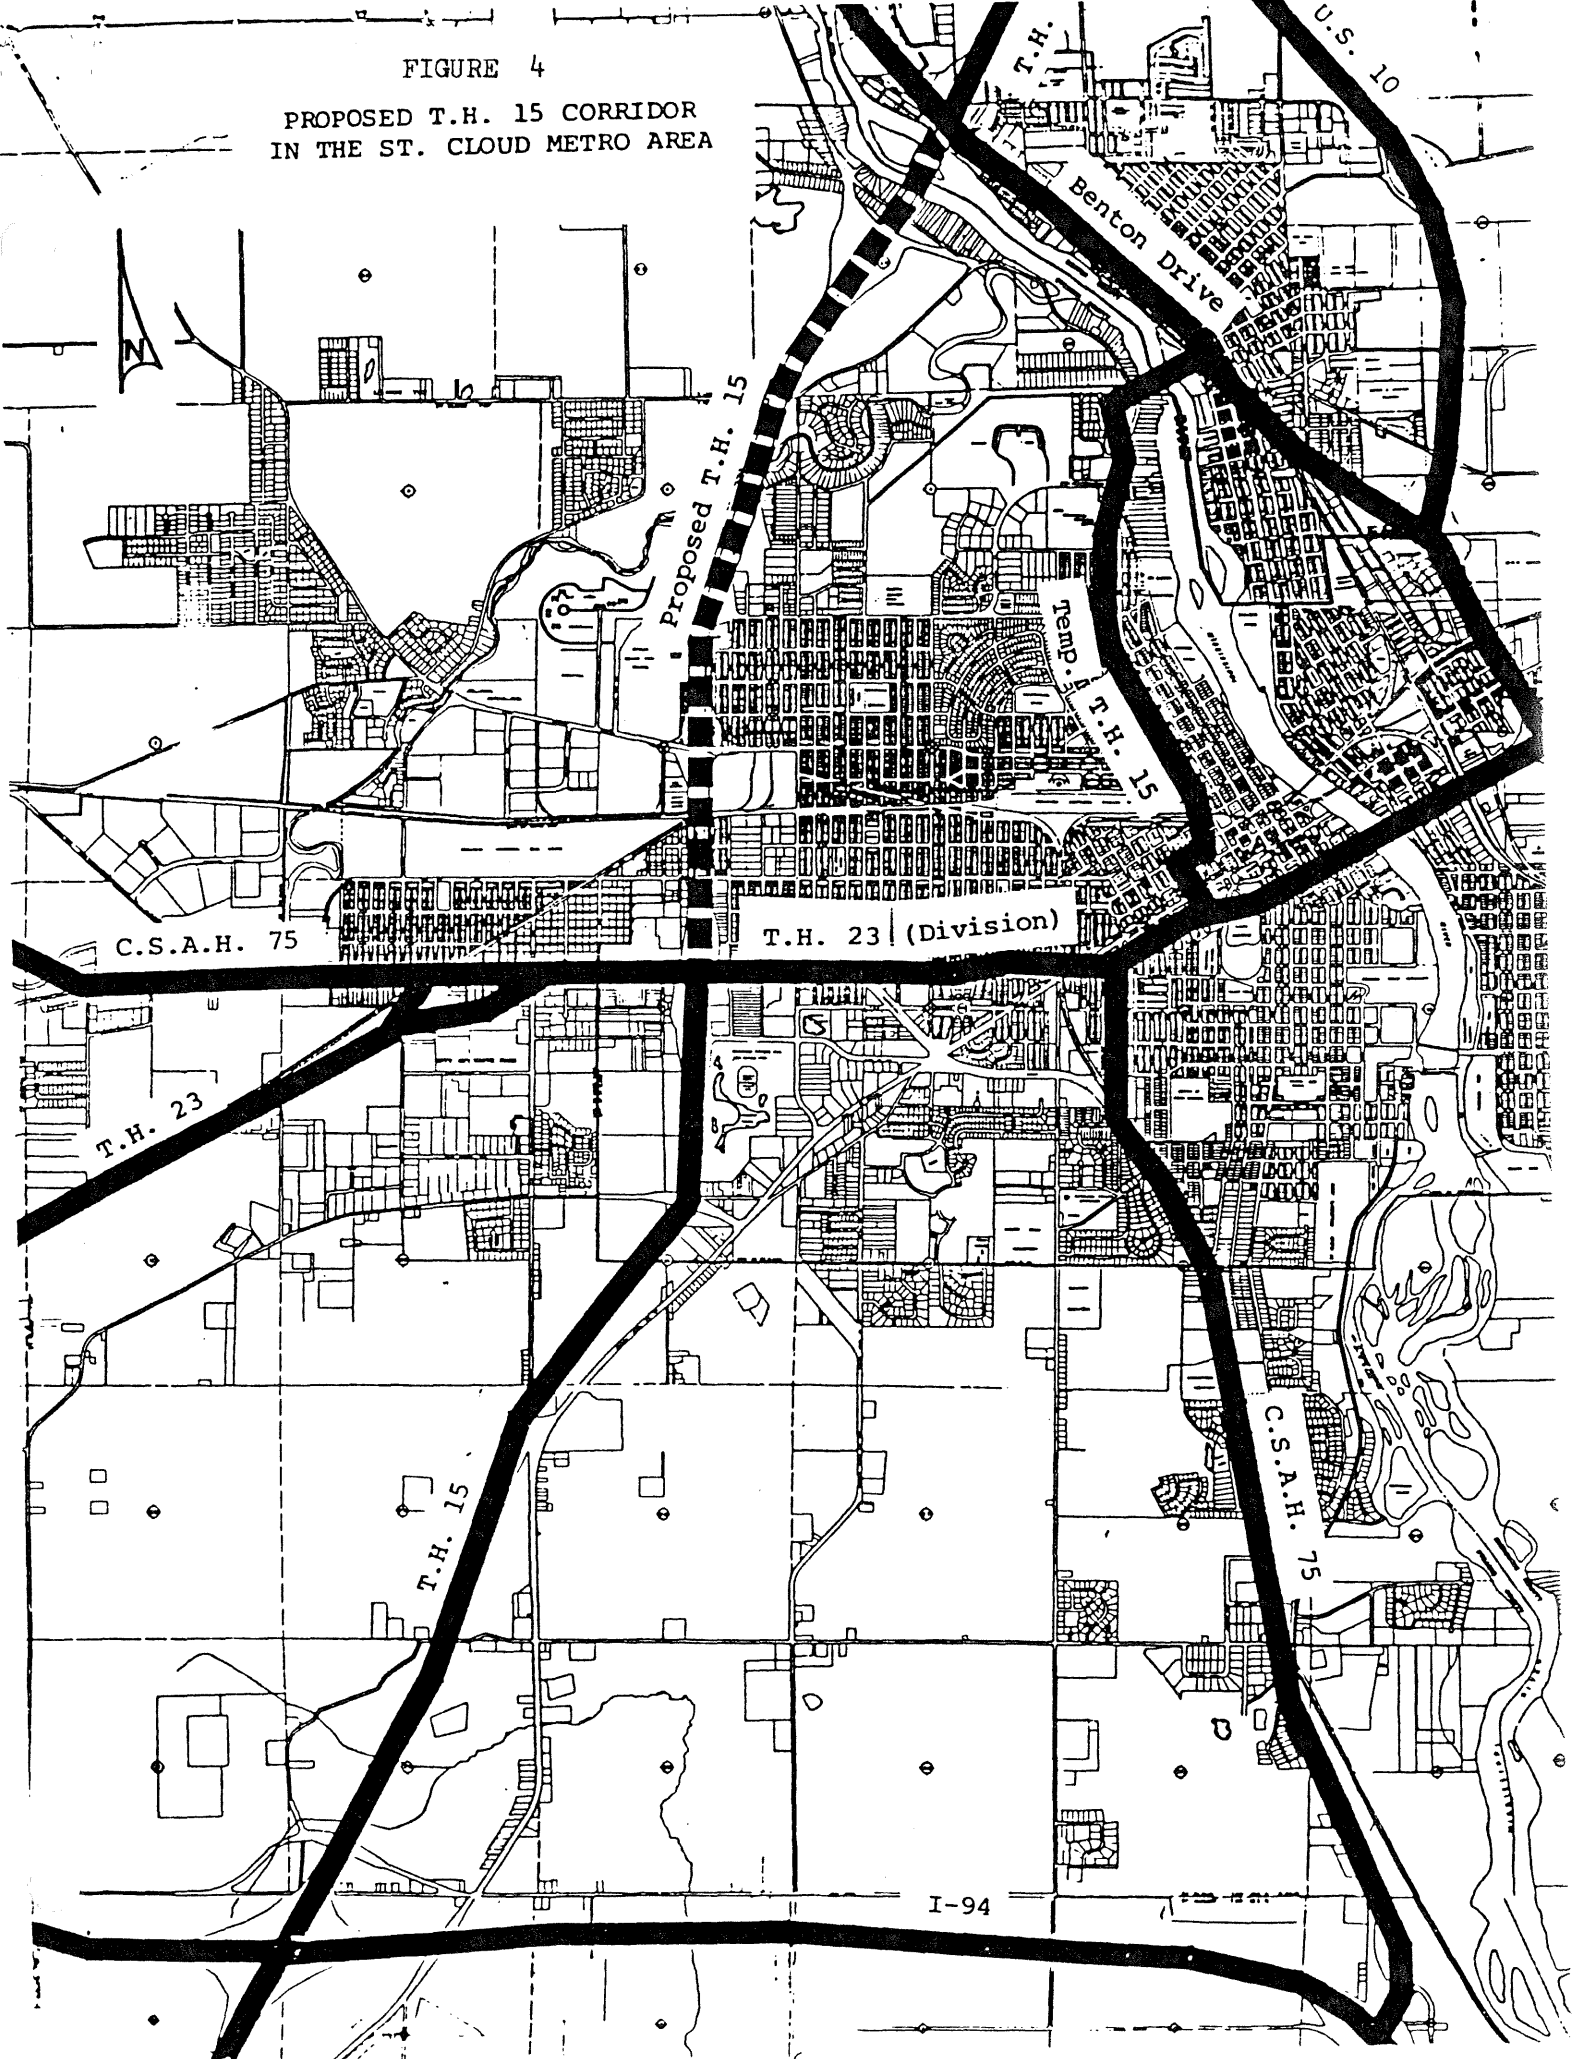 FIGURE 4
PROPOSED T.H. 15 CORRIDOR
IN THE ST. CLOUD METRO AREA
T.H.
U.S. 10
Benton Drive
N
Proposed T.H. 15
Temp. T.H. 15
C.S.A.H. 75
T.H. 23 (Division)
T.H. 23
C.S.A.H. 75
T.H. 15
I-94